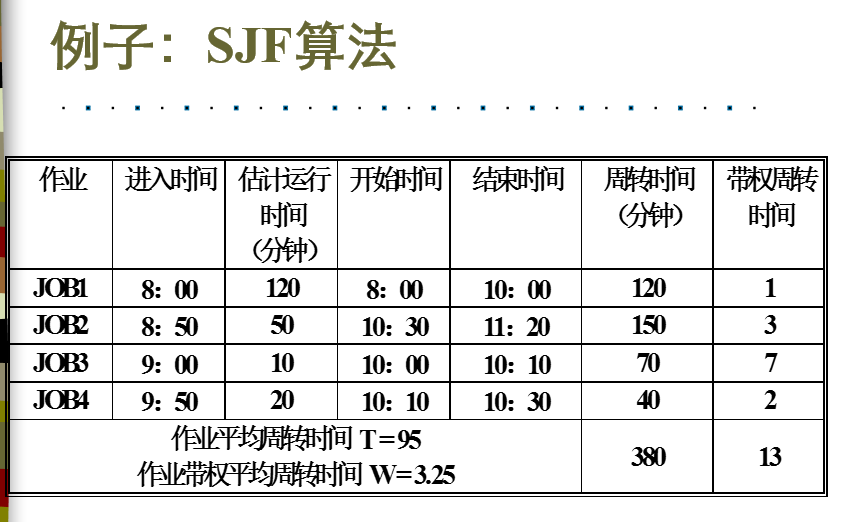 例子：SJF算法
作业 进入时间 估计运行时间（分钟） 开始时间 结束时间 周转时间（分钟） 带权周转时间
JOB1 8：00 120 8：00 10：00 120 1
JOB2 8：50 50 10：30 11：20 150 3
JOB3 9：00 10 10：00 10：10 70 7
JOB4 9：50 20 10：10 10：30 40 2
作业平均周转时间 T=95
作业带权平均周转时间 W=3.25
380 13